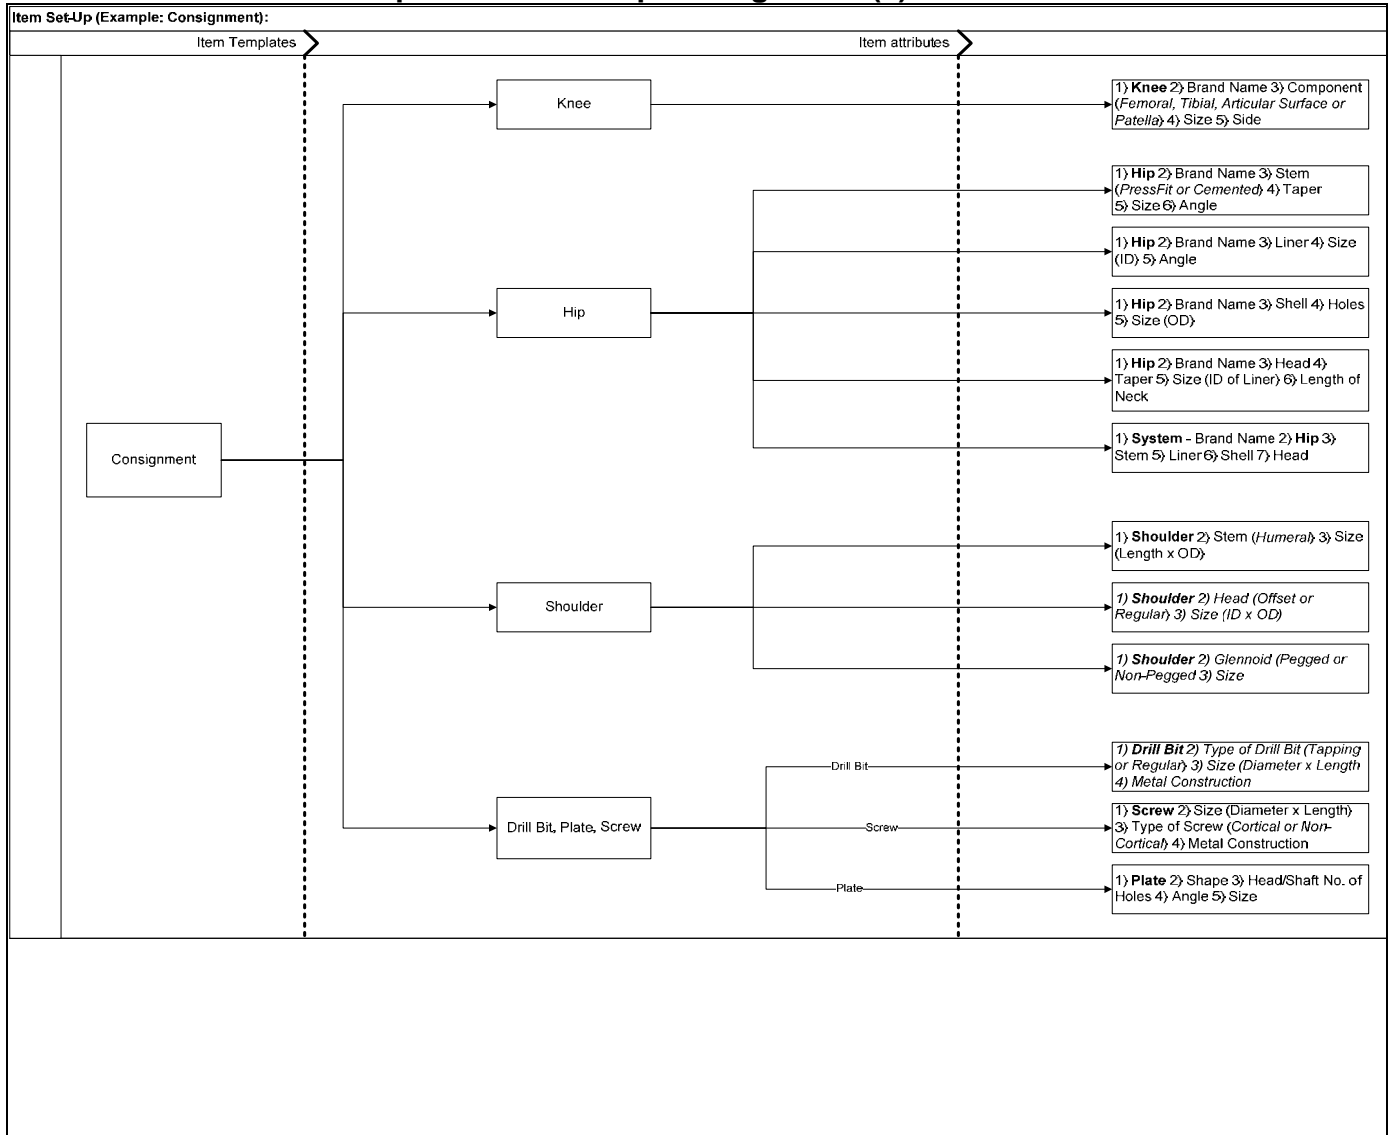 Item Set-Up (Example: Consignment):
Item Templates
Item attributes
Knee
1) Knee 2) Brand Name 3) Component
(Femoral, Tibial, Articular Surface or
Patella) 4) Size 5) Side
1) Hip 2) Brand Name 3) Stem
(PressFit or Cemented) 4) Taper
5) Size 6) Angle
1) Hip 2) Brand Name 3) Liner 4) Size
(ID) 5) Angle
Hip
1) Hip 2) Brand Name 3) Shell 4) Holes
5) Size (OD)
1) Hip 2) Brand Name 3) Head 4)
Taper 5) Size (ID of Liner) 6) Length of
Neck
1) System - Brand Name 2) Hip 3)
Stem 5) Liner 6) Shell 7) Head
Consignment
1) Shoulder 2) Stem (Humeral) 3) Size
(Length x OD)
Shoulder
1) Shoulder 2) Head (Offset or
Regular) 3) Size (ID x OD)
1) Shoulder 2) Glennoid (Pegged or
Non-Pegged 3) Size
Drill Bit
1) Drill Bit 2) Type of Drill Bit (Tapping
or Regular) 3) Size (Diameter x Length
4) Metal Construction
Drill Bit, Plate, Screw
Screw
1) Screw 2) Size (Diameter x Length)
3) Type of Screw (Cortical or Non-
Cortical) 4) Metal Construction
Plate
1) Plate 2) Shape 3) Head/Shaft No. of
Holes 4) Angle 5) Size